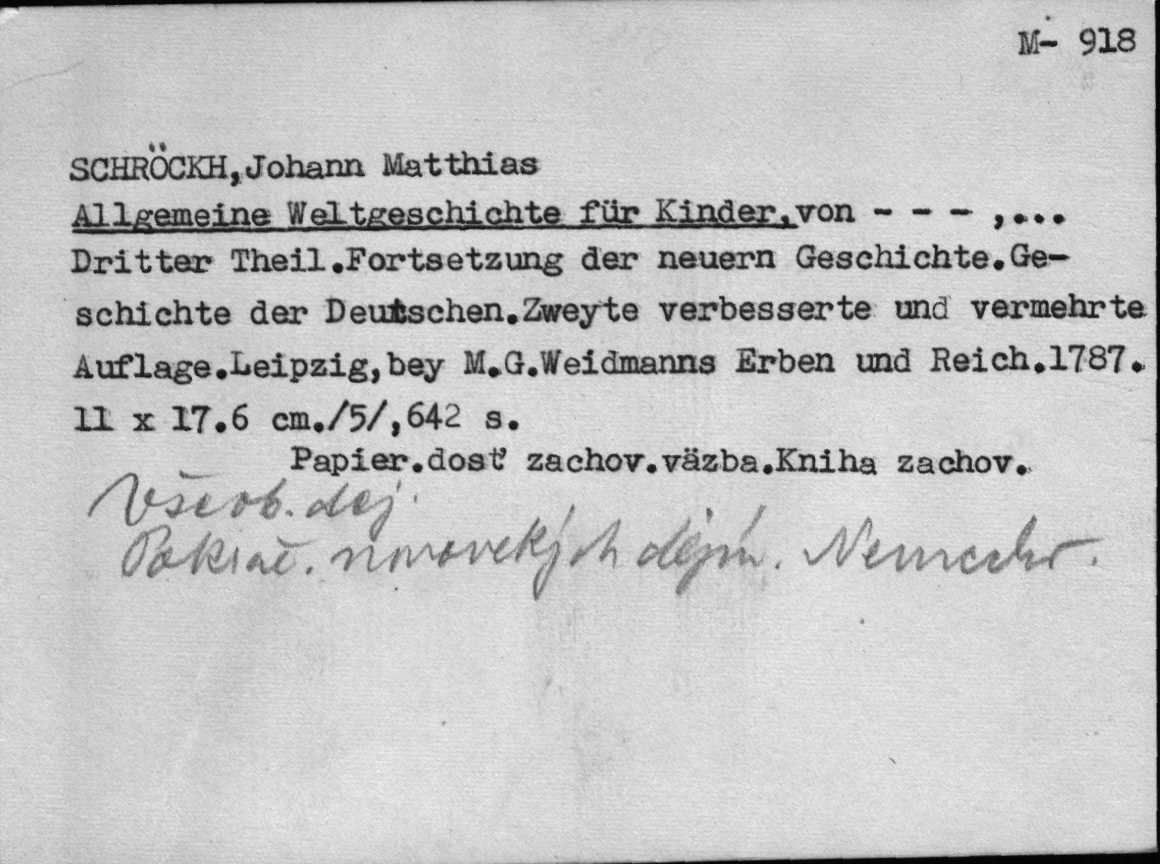 M- 918
SCHRÖCKH,Johann Matthias
Allgemeine Weltgeschichte für Kinder,von - - - ,...
Dritter Theil.Fortsetzung der neuern Geschichte.Ge-
schichte der Deutschen.Zweyte verbesserte und vermehrte
Auflage.Leipzig,bey M.G.Weidmanns Erben und Reich.1787.
11 x 17.6 cm./5/,642 s.
Papier.dosť zachov.väzba.Kniha zachov.
Všeob. dej.
Pokrač. novovekých dejín. Nemecko.